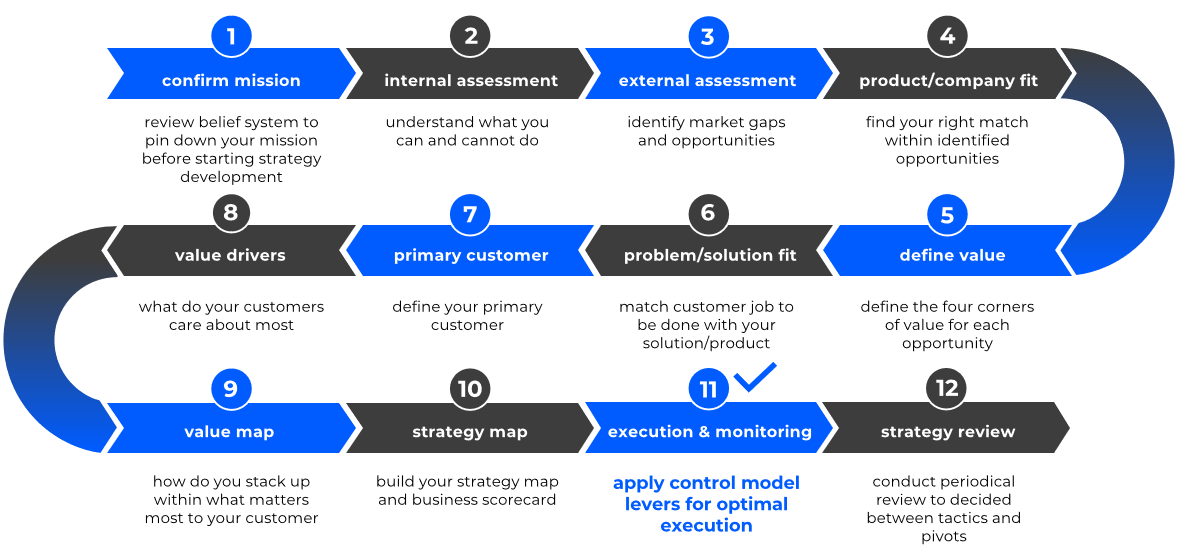 1
confirm mission
review belief system to
pin down your mission
before starting strategy
development
2
internal assessment
understand what you
can and cannot do
3
external assessment
identify market gaps
and opportunities
4
product/company fit
find your right match
within identified
opportunities
5
define value
define the four corners
of value for each
opportunity
6
problem/solution fit
match customer job to
be done with your
solution/product
7
primary customer
define your primary
customer
8
value drivers
what do your customers
care about most
9
value map
how do you stack up
within what matters
most to your customer
10
strategy map
build your strategy map
and business scorecard
11
execution & monitoring
apply control model
levers for optimal
execution
12
strategy review
conduct periodical
review to decided
between tactics and
pivots